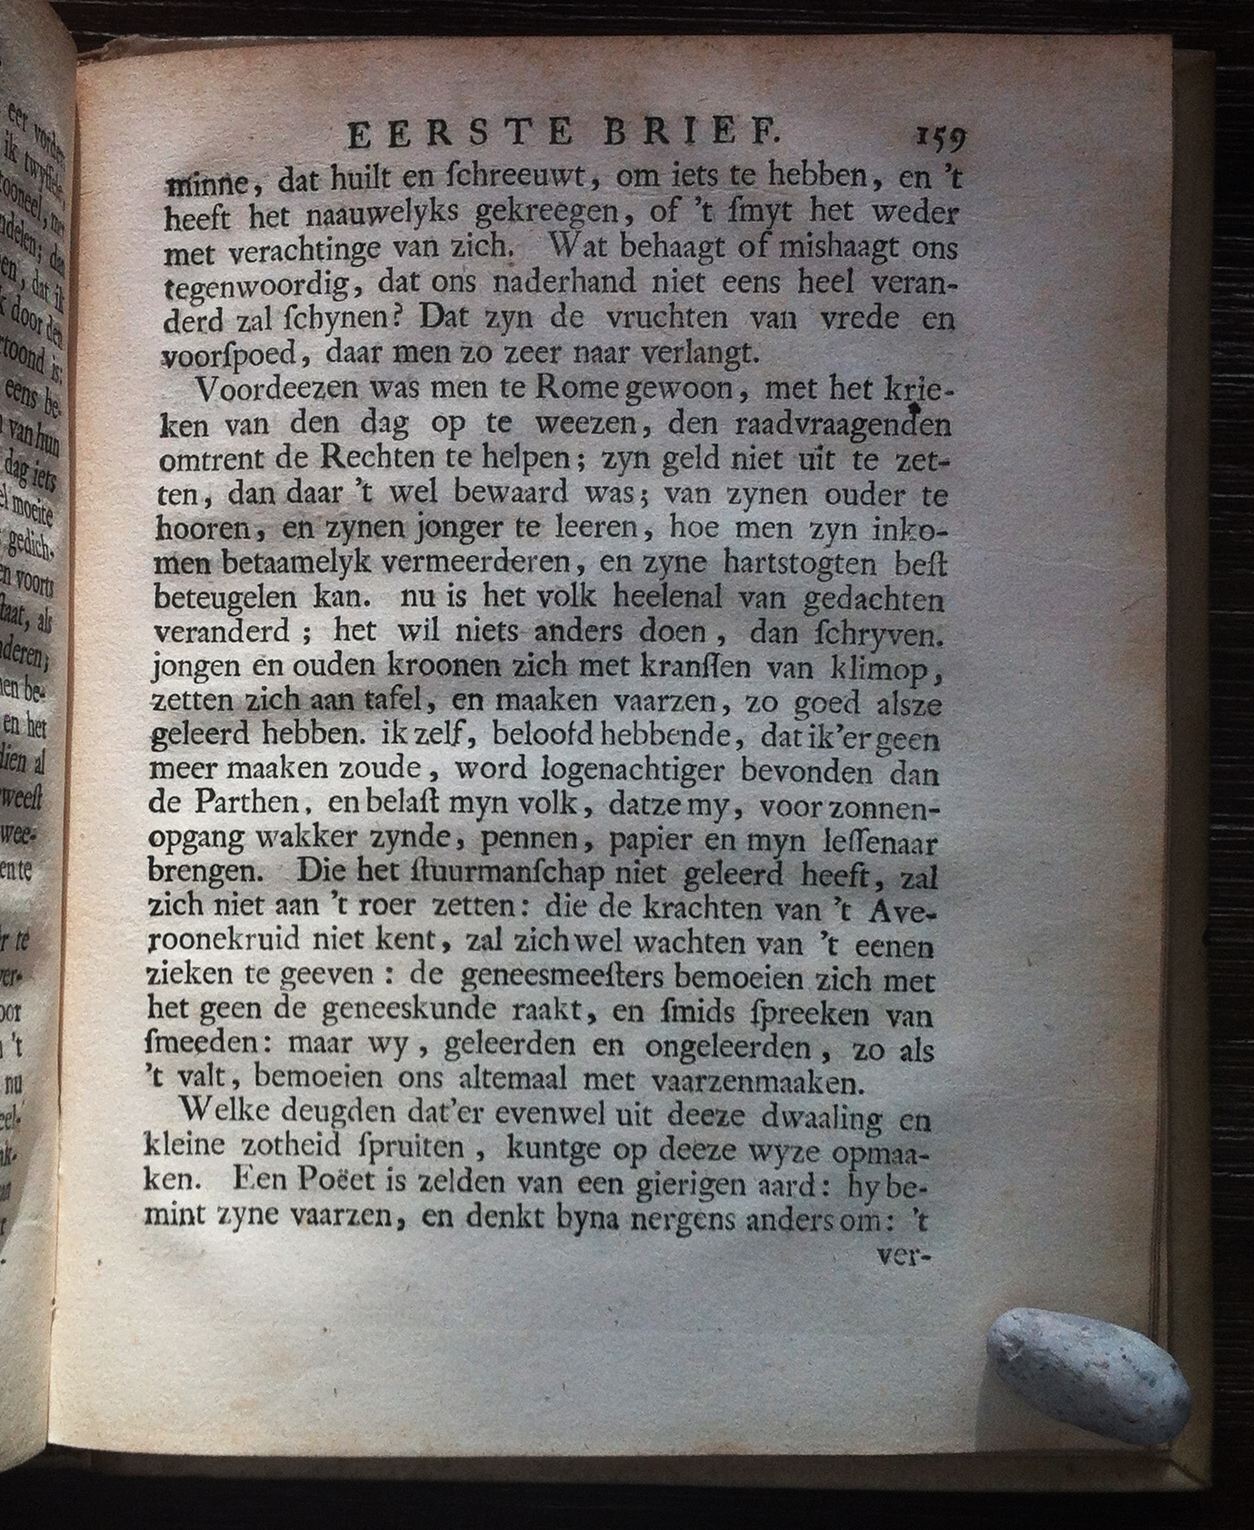 EERSTE BRIEF. 159
minne, dat huilt en ſchreeuwt, om iets te hebben, en 't
heeft het naauwelyks gekreegen, of 't ſmyt het weder
met verachtinge van zich. Wat behaagt of mishaagt ons
tegenwoordig, dat ons naderhand niet eens heel veran-
derd zal ſchynen? Dat zyn de vruchten van vrede en
voorſpoed, daar men zo zeer naar verlangt.
Voordeezen was men te Rome gewoon, met het krie-
ken van den dag op te weezen, den raadvraagenden
omtrent de Rechten te helpen; zyn geld niet uit te zet-
ten, dan daar 't wel bewaard was; van zynen ouder te
hooren, en zynen jonger te leeren, hoe men zyn inko-
men betaamelyk vermeerderen, en zyne hartstogten beſt
beteugelen kan. nu is het volk heelenal van gedachten
veranderd ; het wil niets anders doen, dan ſchryven.
jongen en ouden kroonen zich met kranſſen van klimop,
zetten zich aan tafel, en maaken vaarzen, zo goed alsze
geleerd hebben. ik zelf, beloofd hebbende, dat ik'er geen
meer maaken zoude, word logenachtiger bevonden dan
de Parthen, en belaſt myn volk, datze my, voor zonnen-
opgang wakker zynde, pennen, papier en myn leſſenaar
brengen. Die het ſtuurmanſchap niet geleerd heeft, zal
zich niet aan 't roer zetten: die de krachten van 't Ave-
roonekruid niet kent, zal zich wel wachten van 't eenen
zieken te geeven : de geneesmeeſters bemoeien zich met
het geen de geneeskunde raakt, en ſmids ſpreeken van
ſmeeden: maar wy, geleerden en ongeleerden, zo als
't valt, bemoeien ons altemaal met vaarzenmaaken.
Welke deugden dat'er evenwel uit deeze dwaaling en
kleine zotheid ſpruiten, kuntge op deeze wyze opmaa-
ken. Een Poëet is zelden van een gierigen aard: hy be-
mint zyne vaarzen, en denkt byna nergens anders om: 't
ver-